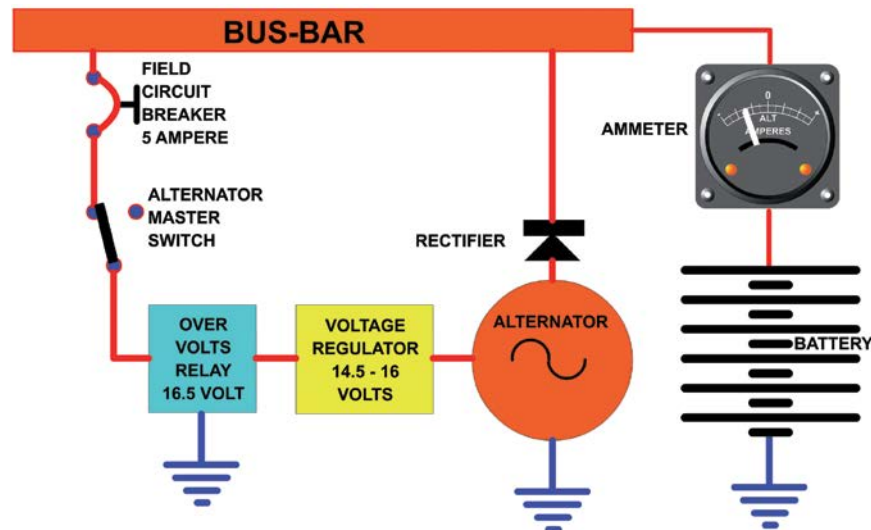 BUS-BAR
FIELD
CIRCUIT
BREAKER
5 AMPERE
ALTERNATOR
MASTER
SWITCH
RECTIFIER
AMMETER
0
ALT
AMPERES
OVER
VOLTS
RELAY
16.5 VOLT
VOLTAGE
REGULATOR
14.5 - 16
VOLTS
ALTERNATOR
BATTERY